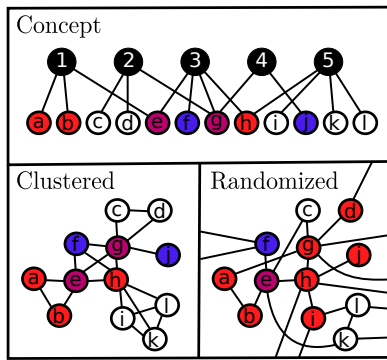 Concept
1 2 3 4 5
a b c d e f g h i j k l
Clustered
c d
f g j
a e h
b i l
k
Randomized
c d
f g j
a e h
b i l
k